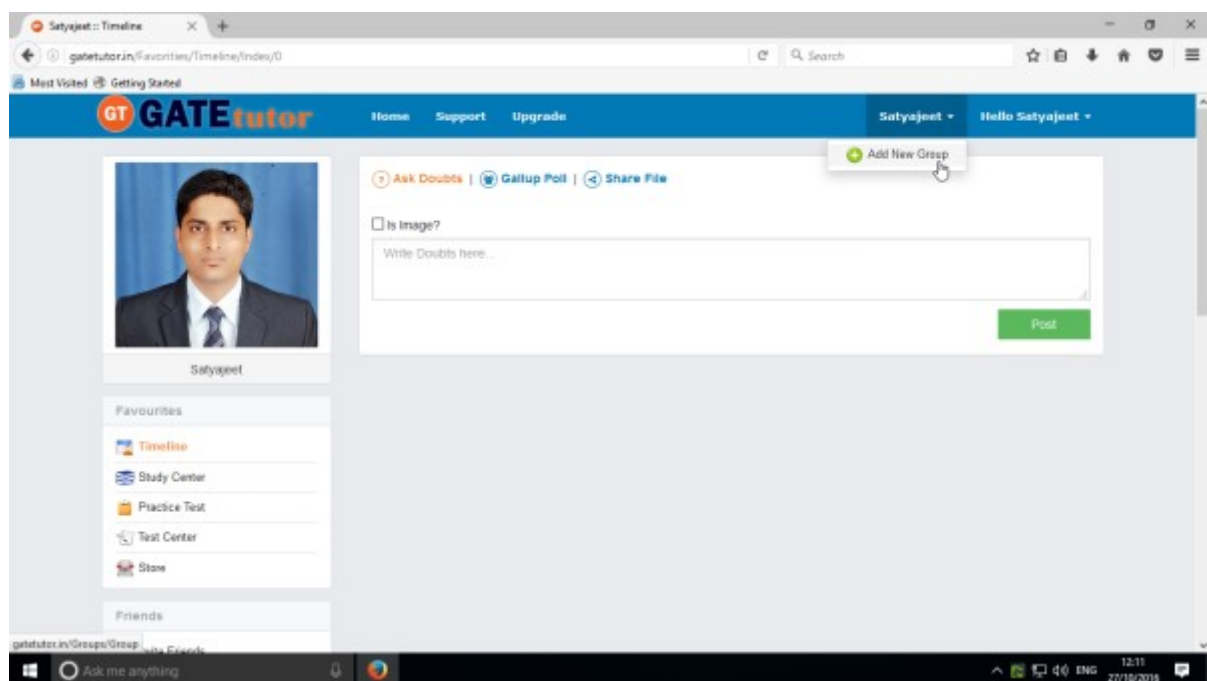 Satyajeet :: Timeline
gatetutor.in/Favorities/Timeline/Index/0
Search
Most Visited Getting Started
GT GATEtutor Home Support Upgrade Satyajeet Hello Satyajeet
Add New Group
Ask Doubts | Gallup Poll | Share File
Is Image?
Write Doubts here...
Post
Satyajeet
Favourites
Timeline
Study Center
Practice Test
Test Center
Store
Friends
gatetutor.in/Groups/Group
Friends
Ask me anything
ENG 12:11
27/10/2016